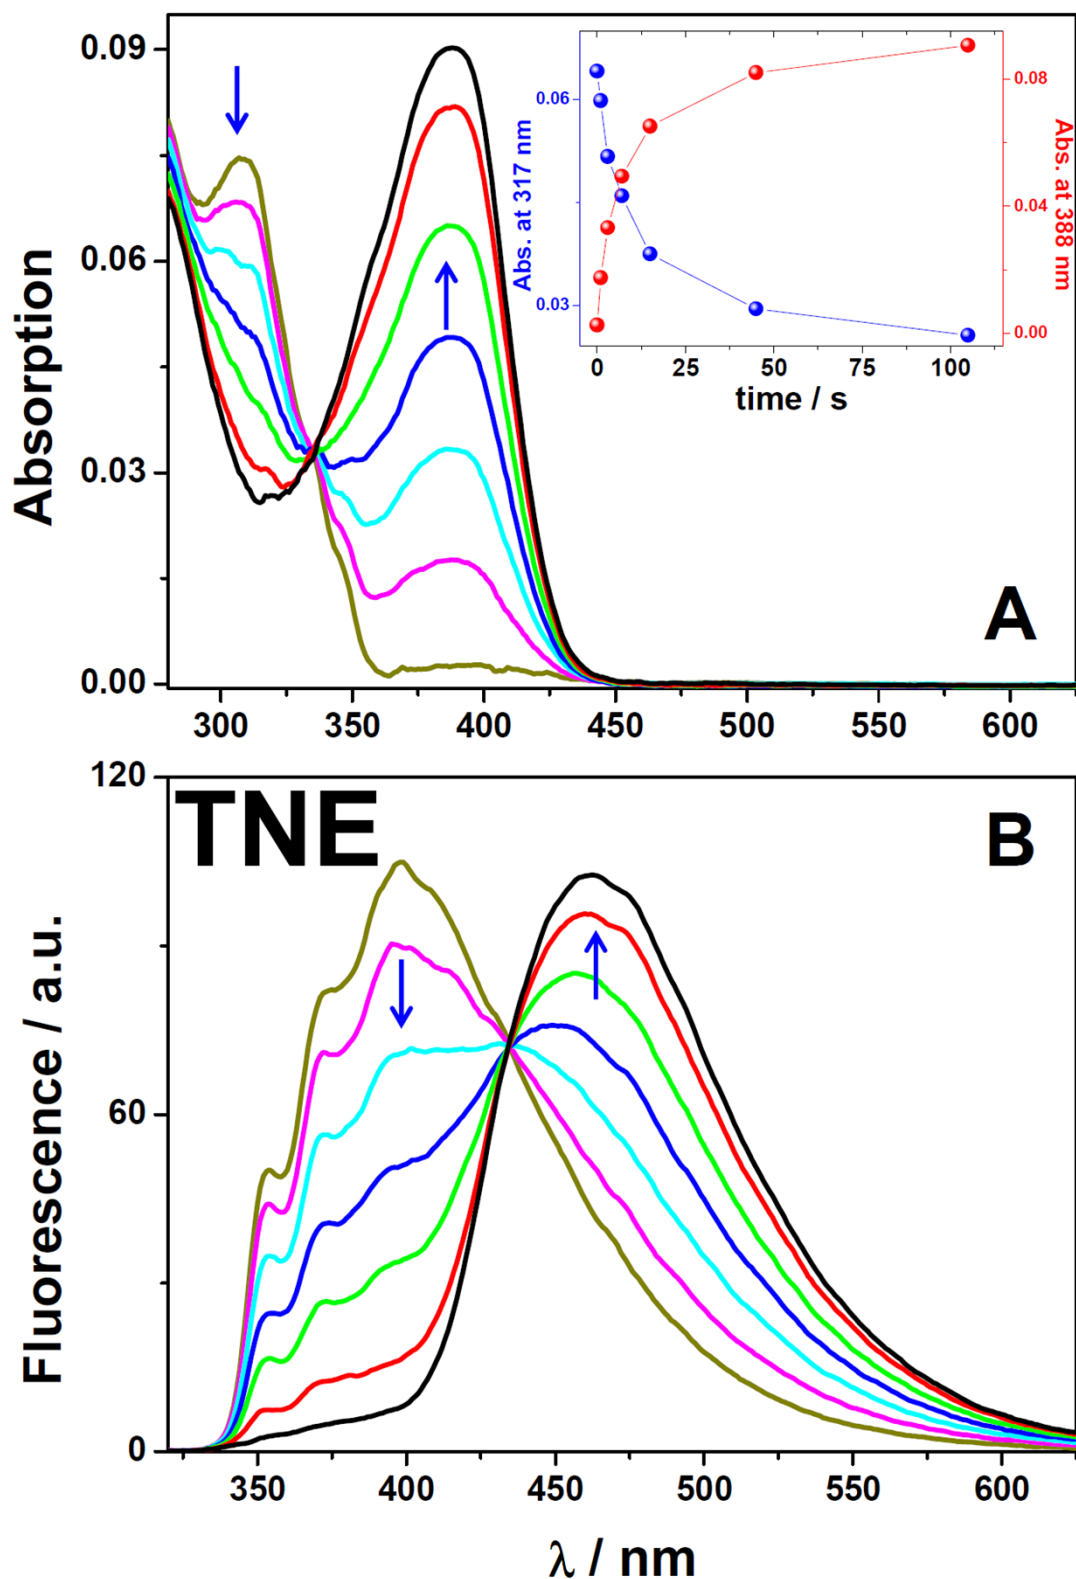 Absorption
0.09
0.06
0.03
0.00
300 350 400 450 500 550 600
A
Abs. at 317 nm
0.06
0.03
Abs. at 388 nm
0.08
0.04
0.00
0 25 50 75 100
time / s
Fluorescence / a.u.
120
60
0
TNE
B
350 400 450 500 550 600
λ / nm